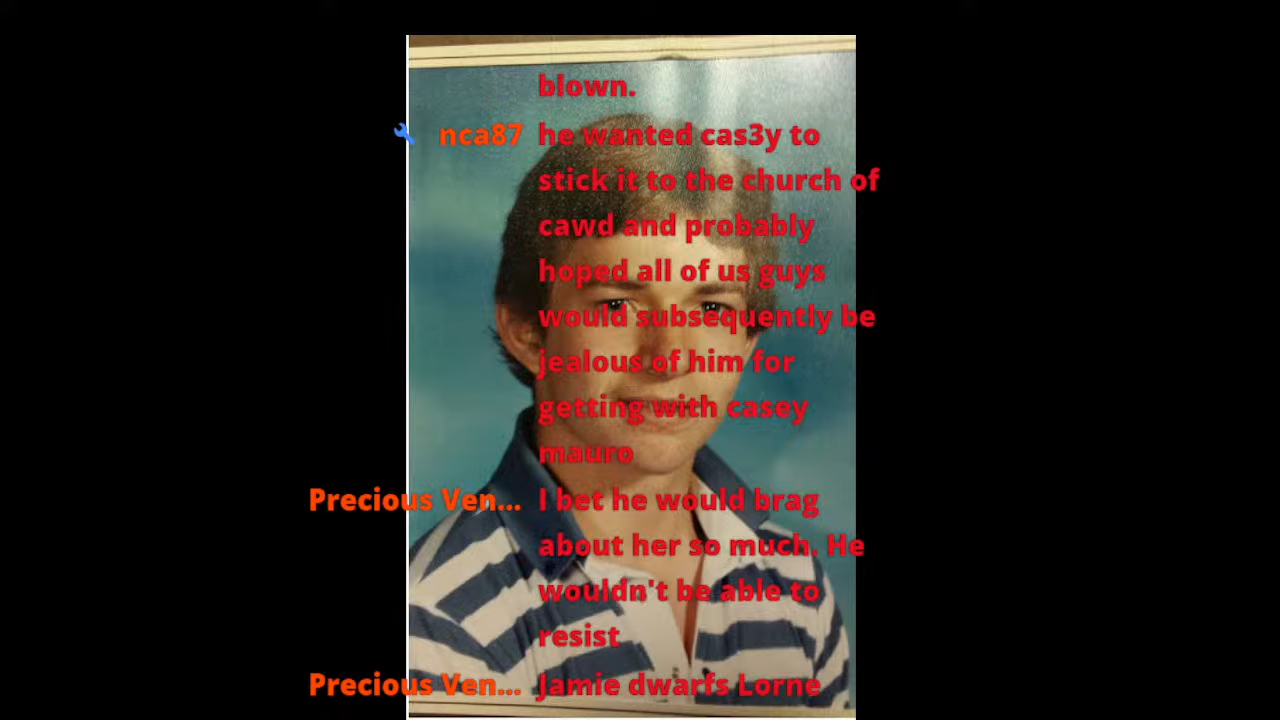 blown.
nca87 he wanted cas3y to
stick it to the church of
cawd and probably
hoped all of us guys
would subsequently be
jealous of him for
getting with casey
mauro
Precious Ven... I bet he would brag
about her so much. He
wouldn't be able to
resist
Precious Ven... Jamie dwarfs Lorne